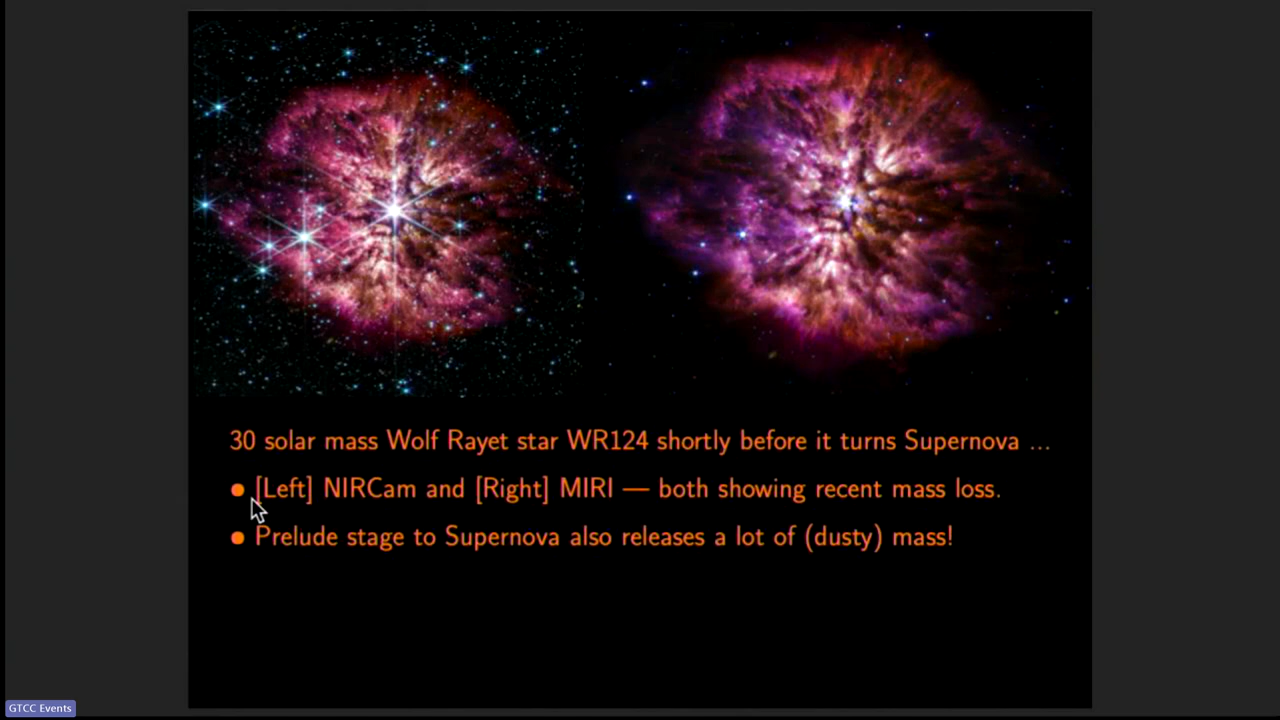 30 solar mass Wolf Rayet star WR124 shortly before it turns Supernova ...
● [Left] NIRCam and [Right] MIRI — both showing recent mass loss.
● Prelude stage to Supernova also releases a lot of (dusty) mass!
GTCC Events